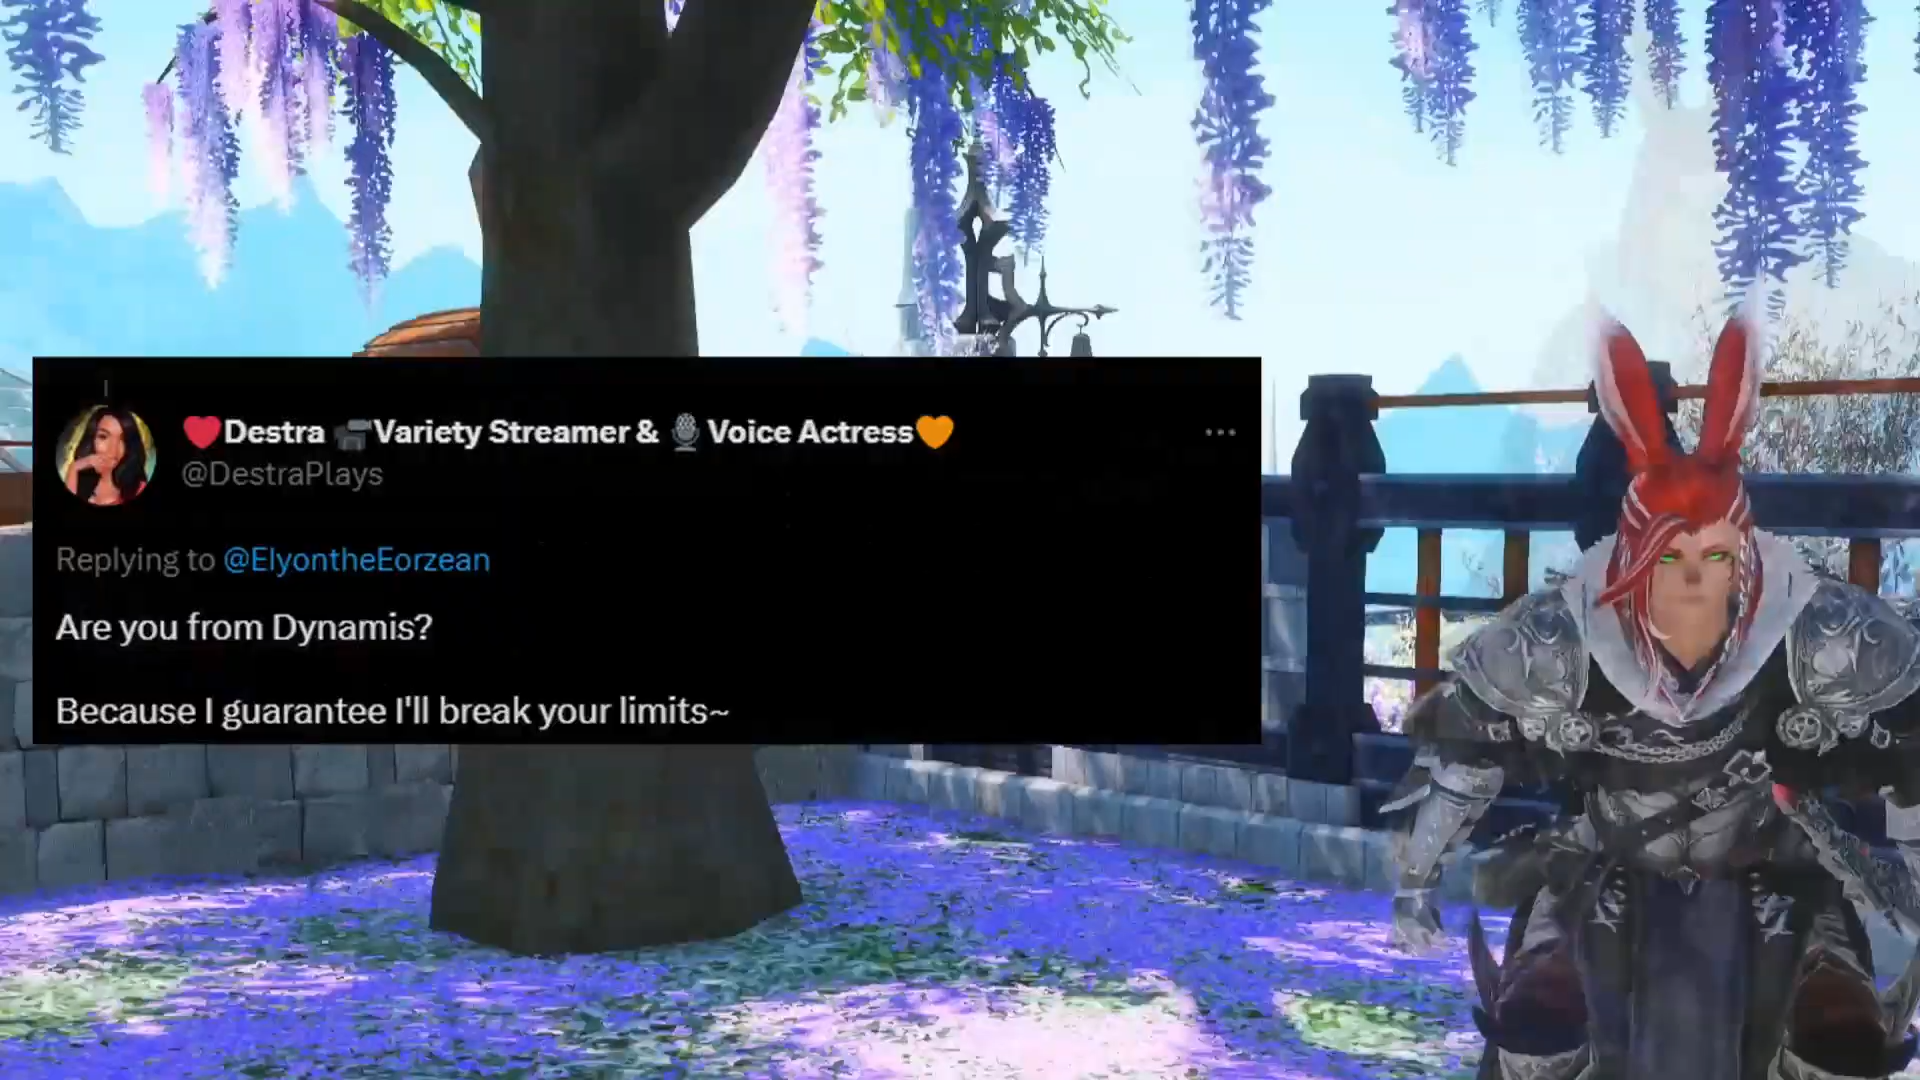 ❤️Destra 📹Variety Streamer & 🎙️Voice Actress🧡
@DestraPlays
Replying to @ElyontheEorzean
Are you from Dynamis?
Because I guarantee I'll break your limits~